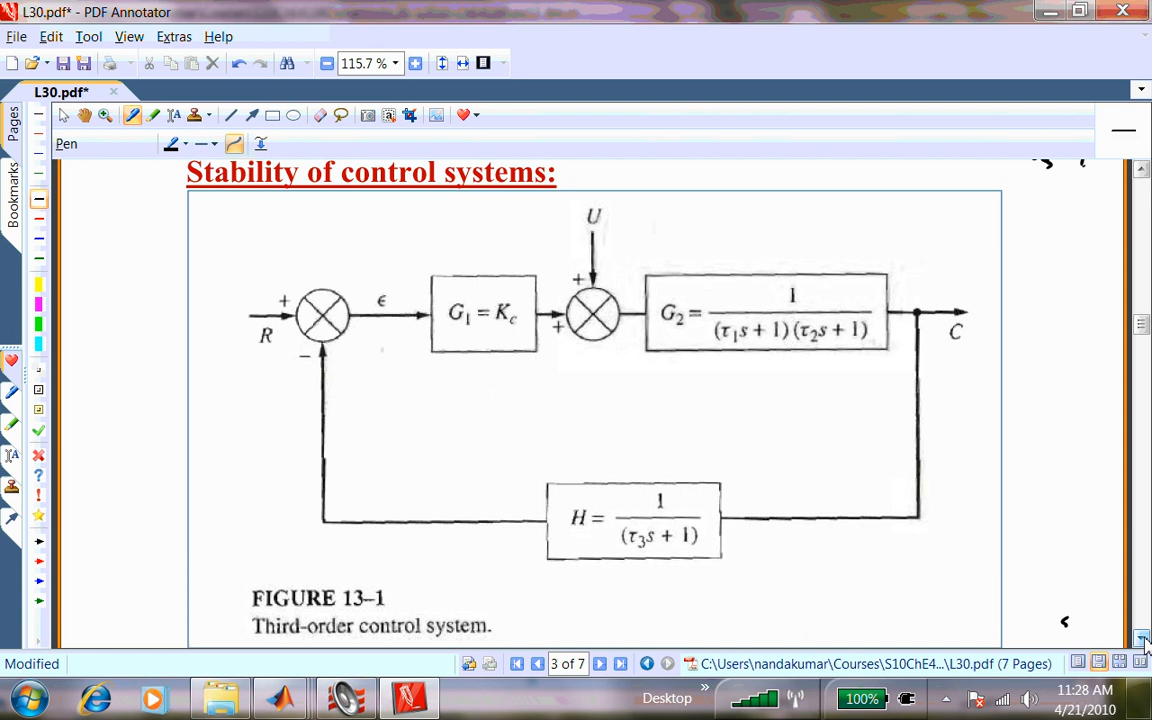 L30.pdf* - PDF Annotator
File Edit Tool View Extras Help
115.7 %
L30.pdf*
Pen
Pages
Bookmarks
Stability of control systems:
U
+
+ ϵ G₁ = K_c + G₂ = 1 / (τ₁s + 1)(τ₂s + 1)
R C
−
H = 1 / (τ₃s + 1)
FIGURE 13–1
Third-order control system.
Modified 3 of 7 C:\Users\nandakumar\Courses\S10ChE4...\L30.pdf (7 Pages)
Desktop » 100% 11:28 AM
4/21/2010